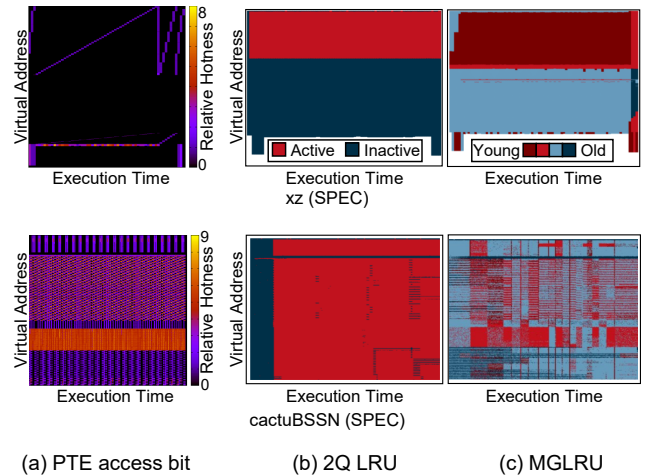 Virtual Address
8
Relative Hotness
0
Execution Time
Virtual Address
Active Inactive
Execution Time
xz (SPEC)
Young Old
Execution Time
Virtual Address
9
Relative Hotness
0
Execution Time
Virtual Address
Execution Time
cactuBSSN (SPEC)
Execution Time
(a) PTE access bit
(b) 2Q LRU
(c) MGLRU